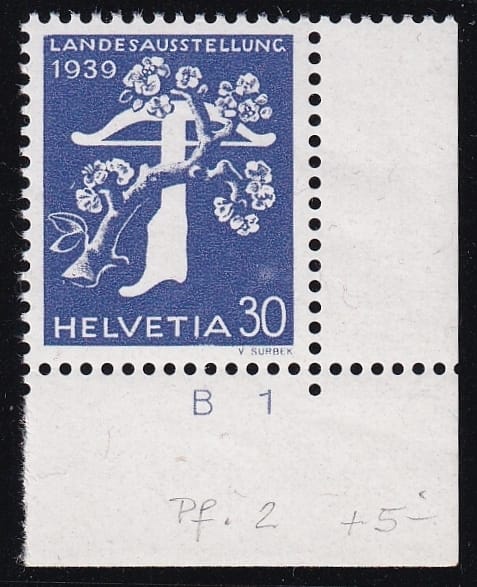 LANDESAUSSTELLUNG
1939
HELVETIA 30
V SURBEK
B 1
Pf. 2 +5.-